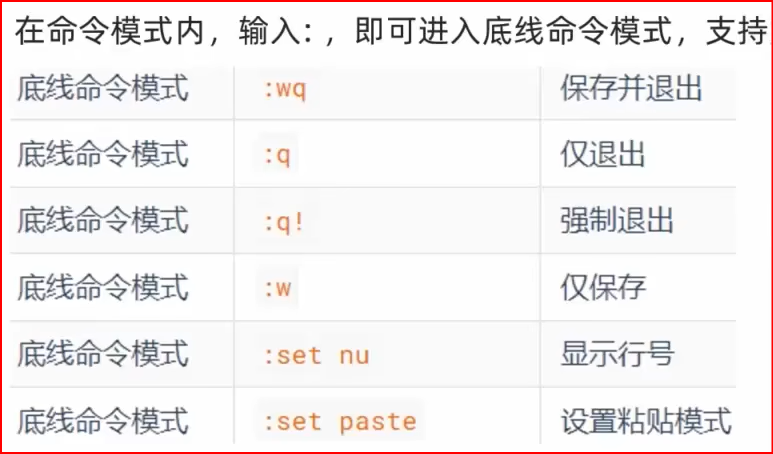 在命令模式内，输入:，即可进入底线命令模式，支持
底线命令模式 :wq 保存并退出
底线命令模式 :q 仅退出
底线命令模式 :q! 强制退出
底线命令模式 :w 仅保存
底线命令模式 :set nu 显示行号
底线命令模式 :set paste 设置粘贴模式